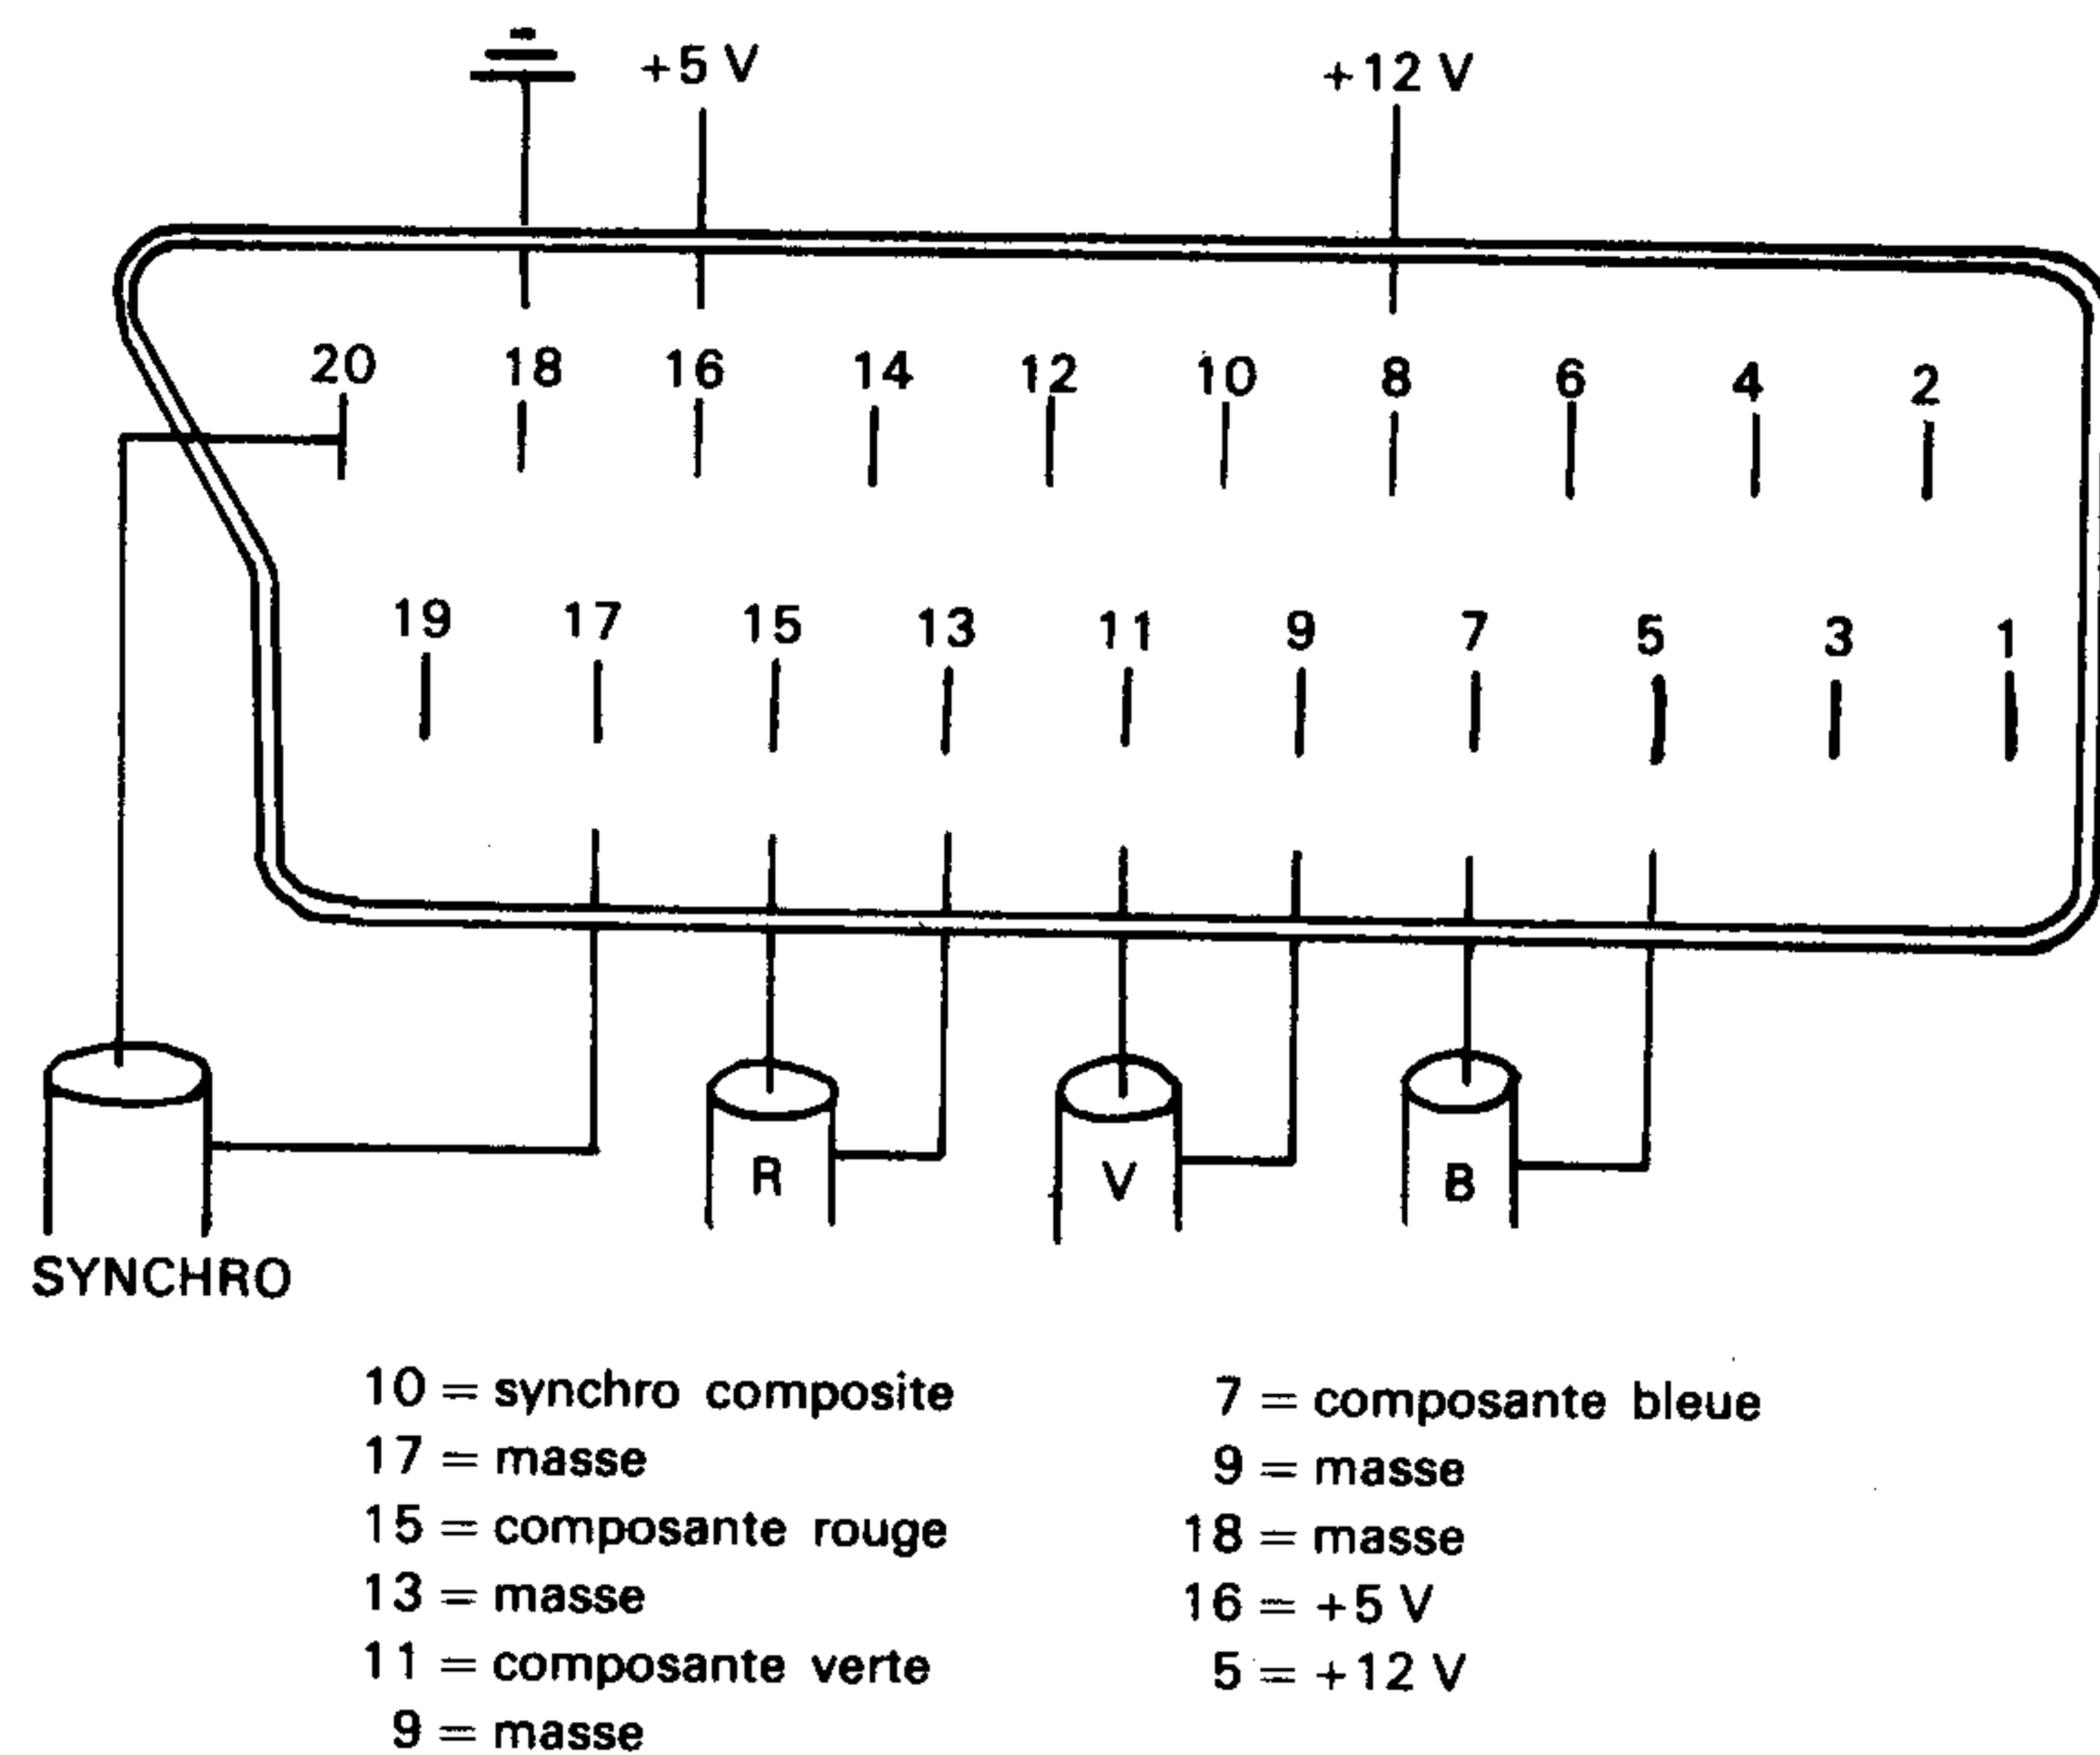 +5 V
+12 V
20 18 16 14 12 10 8 6 4 2
19 17 15 13 11 9 7 5 3 1
R V B
SYNCHRO
10 = synchro composite
17 = masse
15 = composante rouge
13 = masse
11 = composante verte
9 = masse
7 = composante bleue
9 = masse
18 = masse
16 = +5 V
5 = +12 V